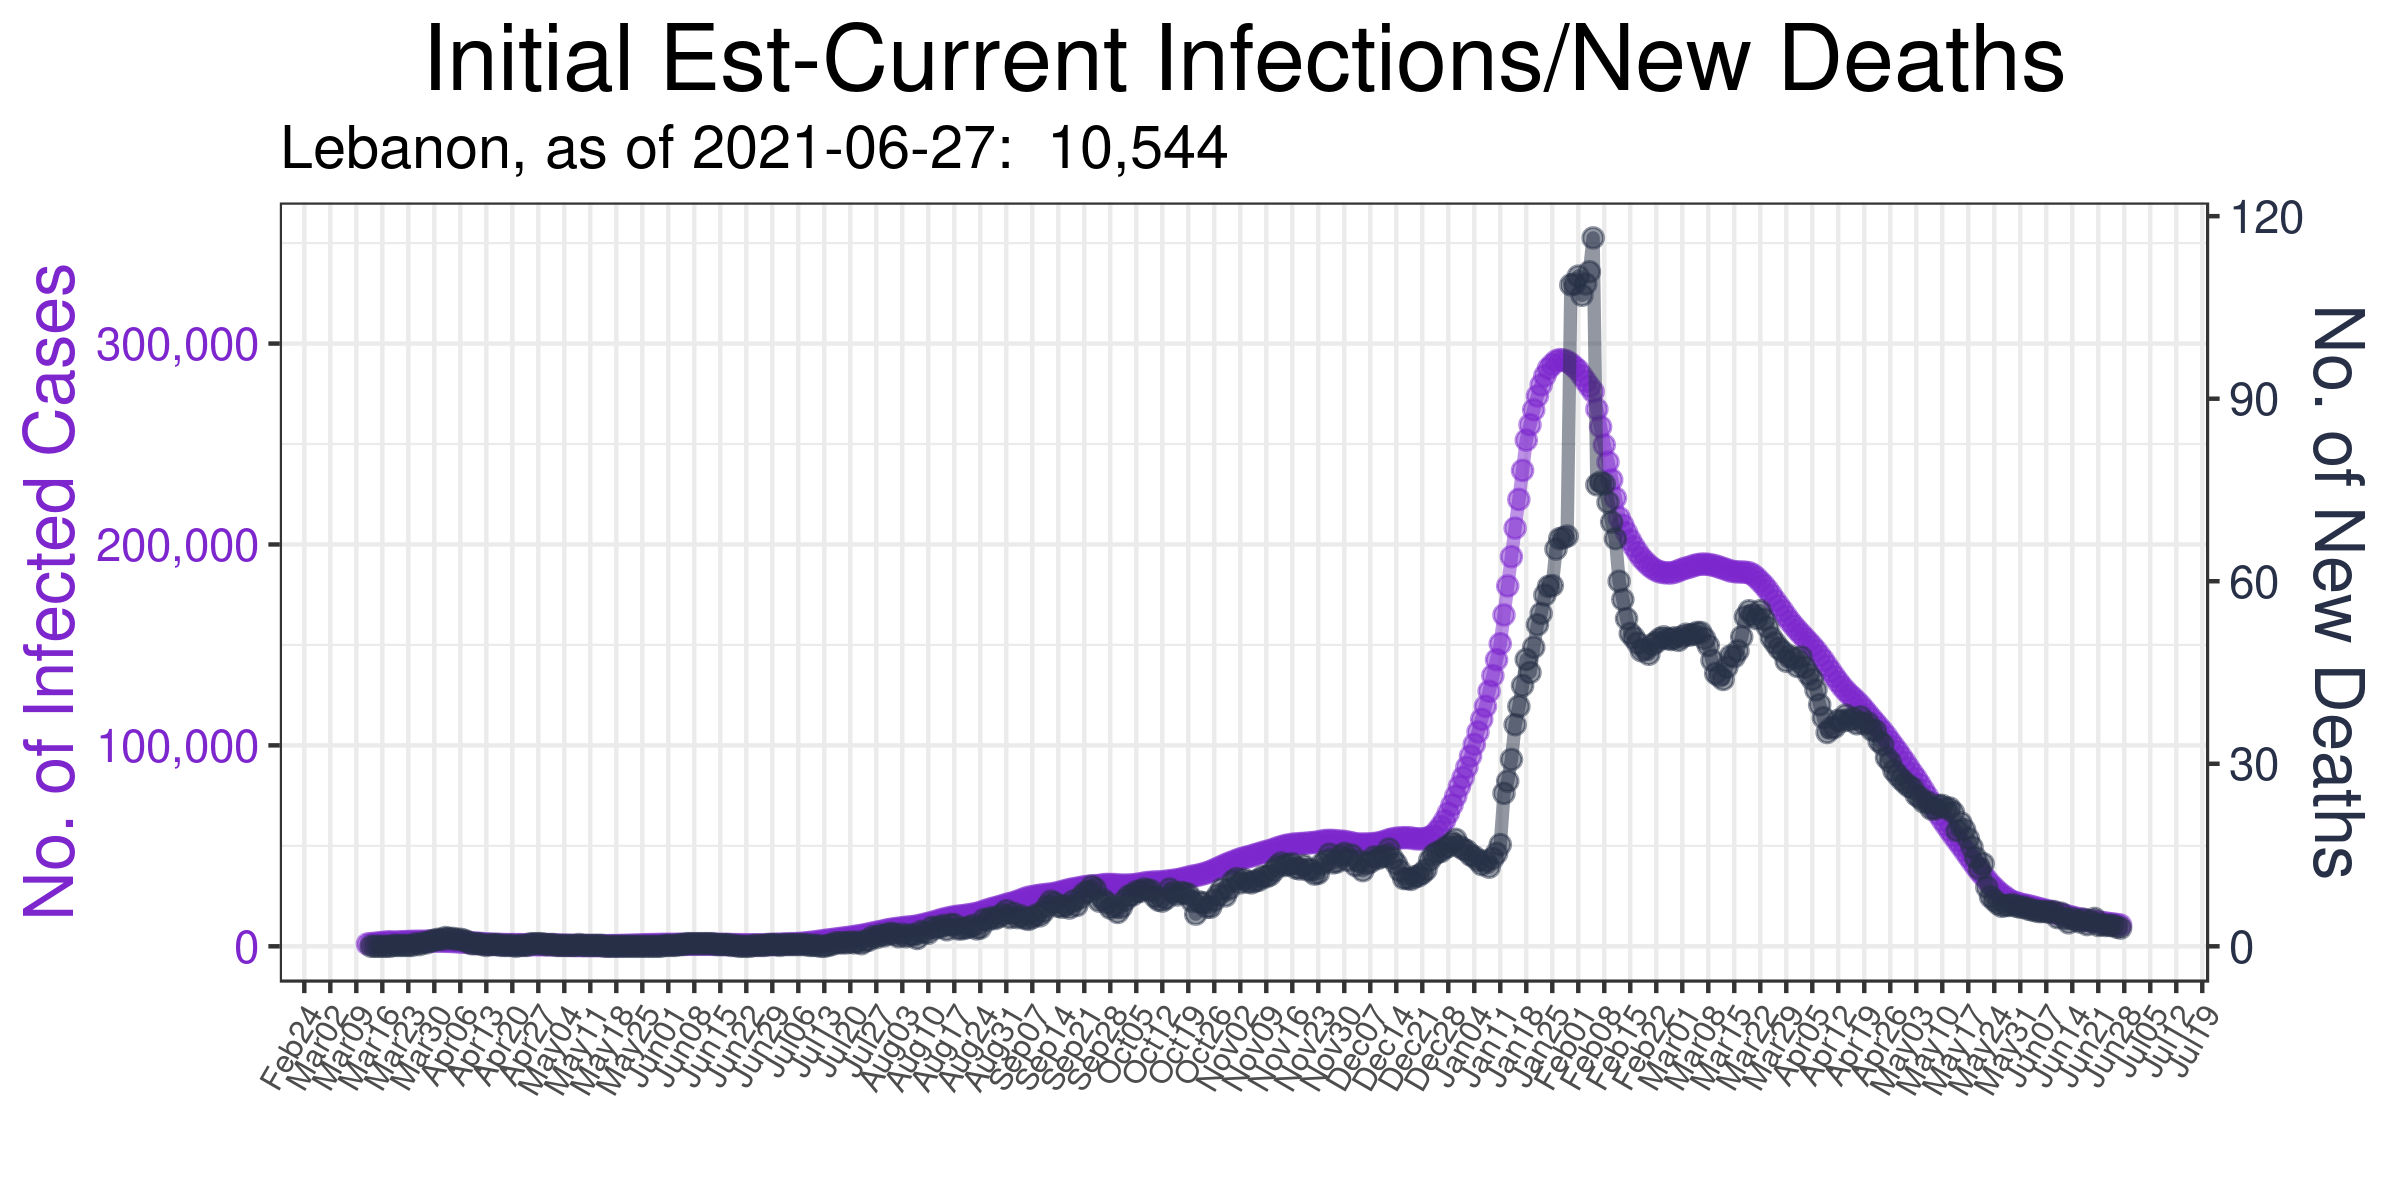 Initial Est-Current Infections/New Deaths
Lebanon, as of 2021-06-27:  10,544
No. of Infected Cases
300,000
200,000
100,000
0
120
90
60
30
0
No. of New Deaths
Feb24
Mar02
Mar09
Mar16
Mar23
Mar30
Apr06
Apr13
Apr20
Apr27
May04
May11
May18
May25
Jun01
Jun08
Jun15
Jun22
Jun29
Jul06
Jul13
Jul20
Jul27
Aug03
Aug10
Aug17
Aug24
Aug31
Sep07
Sep14
Sep21
Sep28
Oct05
Oct12
Oct19
Oct26
Nov02
Nov09
Nov16
Nov23
Nov30
Nov07
Dec14
Dec21
Dec28
Dec04
Jan11
Jan18
Jan25
Feb01
Feb08
Feb15
Feb22
Mar01
Mar08
Mar15
Mar22
Mar29
Apr05
Apr12
Apr19
Apr26
May03
May10
May17
May24
May31
Jun07
Jun14
Jun21
Jun28
Jul05
Jul12
Jul19